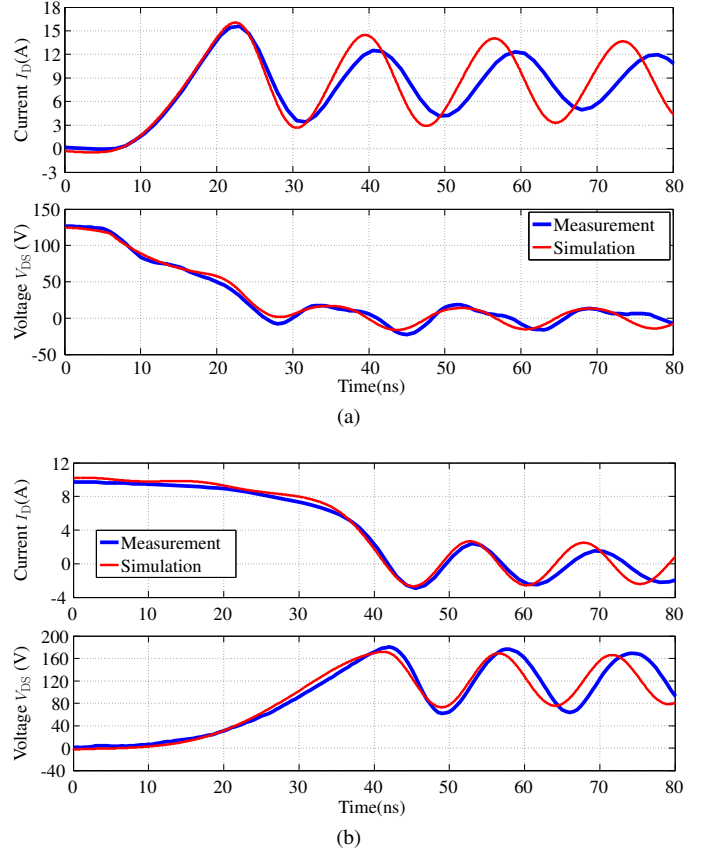 18
15
12
9
6
3
0
-3
Current I_D(A)
0 10 20 30 40 50 60 70 80
150
100
50
0
-50
Voltage V_DS (V)
Measurement
Simulation
0 10 20 30 40 50 60 70 80
Time(ns)
(a)
12
8
4
0
-4
Current I_D(A)
Measurement
Simulation
0 10 20 30 40 50 60 70 80
200
160
120
80
40
0
-40
Voltage V_DS (V)
0 10 20 30 40 50 60 70 80
Time(ns)
(b)